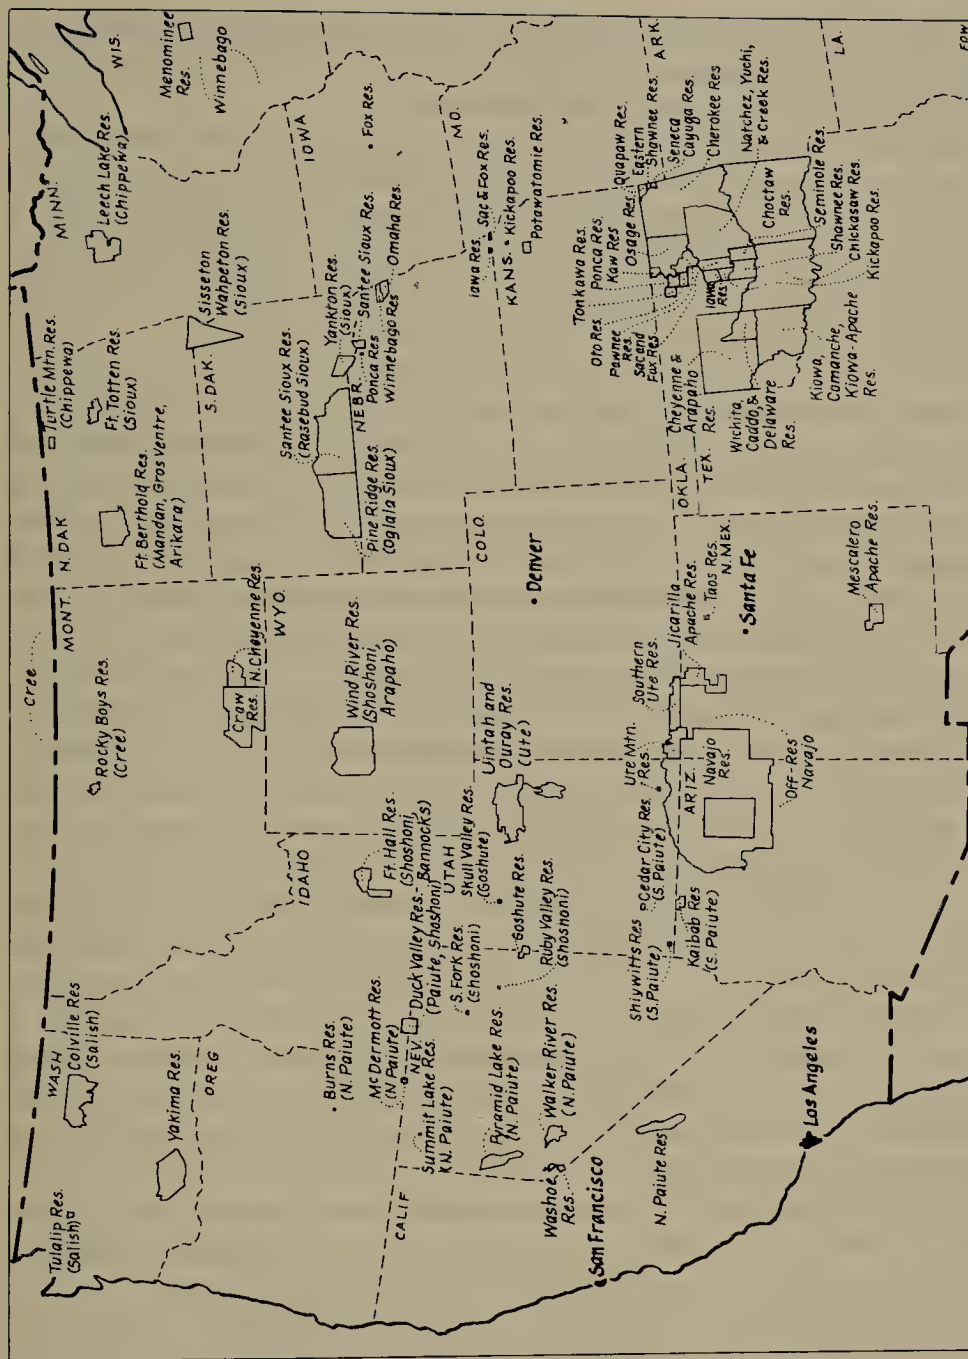 Tulalip Res.
(Salish)
WASH
Colville Res
(Salish)
Yakima Res.
OREG
Burns Res.
(N. Paiute)
McDermott Res.
(N Paiute)
NEV.
Summit Lake Res.
(N. Paiute)
CALIF
Duck Valley Res.-
(Paiute, Shoshoni)
S. Fork Res.
(Shoshoni)
Pyramid Lake Res.
(N. Paiute)
Walker River Res.
(N. Paiute)
Washoe
Res.
San Francisco
N. Paiute Res
Los Angeles
Cree
MONT.
Rocky Boys Res.
(Cree)
IDAHO
Crow
Res.
N. Cheyenne Res.
WYO.
Wind River Res.
(Shoshoni,
Arapaho)
Ft. Hall Res.
(Shoshoni,
Bannocks)
UTAH
Skull Valley Res.
(Goshute)
Goshute Res.
Ruby Valley Res.
(Shoshoni)
Uintah and
Ouray Res.
(Ute)
Shiywitts Res
(S. Paiute)
Cedar City Res.
(S. Paiute)
Kaibab Res
(S. Paiute)
Ute Mtn.
Res.
ARIZ.
Navajo
Res.
Off-Res
Navajo
Southern
Ute Res.
Jicarilla
Apache Res.
Taos Res.
N. MEX.
Santa Fe
Mescalero
Apache Res.
COLO.
Denver
N. DAK
Turtle Mtn. Res.
(Chippewa)
Ft. Totten Res
(Sioux)
Ft. Berthold Res.
(Mandan, Gros Ventre,
Arikara)
S. DAK
Sisseton
Wahpeton Res.
(Sioux)
MINN.
Leech Lake Res.
(Chippewa)
WIS.
Menominee
Res.
Winnebago
IOWA
Fox Res.
Santee Sioux Res.
(Rosebud Sioux)
Yankton Res.
(Sioux)
Santee Sioux Res.
Pine Ridge Res.
(Oglala Sioux)
NEBR.
Ponca Res
Winnebago Res
Omaha Res.
MO.
Iowa Res.
Sac & Fox Res.
KANS.
Kickapoo Res.
Potawatomie Res.
ARK.
LA.
OKLA.
TEX.
Tonkawa Res.
Ponca Res.
Kaw Res
Osage Res.
Quapaw Res.
Eastern
Shawnee Res.
Seneca
Cayuga Res.
Cherokee Res
Natchez, Yuchi,
& Creek Res.
Oto Res.
Pawnee
Res.
Sac and
Fox Res.
Iowa
Res
Choctaw
Res.
Seminole Res.
Shawnee Res.
Chickasaw Res.
Kickapoo Res.
Cheyenne &
Arapaho
Res.
Wichita,
Caddo, &
Delaware
Res.
Kiowa,
Comanche,
Kiowa-Apache
Res.
FOW